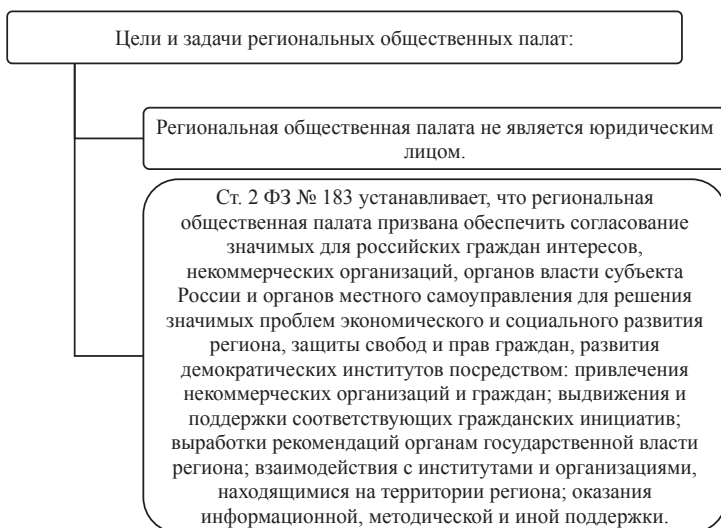 Цели и задачи региональных общественных палат:
Региональная общественная палата не является юридическим
лицом.
Ст. 2 ФЗ № 183 устанавливает, что региональная
общественная палата призвана обеспечить согласование
значимых для российских граждан интересов,
некоммерческих организаций, органов власти субъекта
России и органов местного самоуправления для решения
значимых проблем экономического и социального развития
региона, защиты свобод и прав граждан, развития
демократических институтов посредством: привлечения
некоммерческих организаций и граждан; выдвижения и
поддержки соответствующих гражданских инициатив;
выработки рекомендаций органам государственной власти
региона; взаимодействия с институтами и организациями,
находящимися на территории региона; оказания
информационной, методической и иной поддержки.